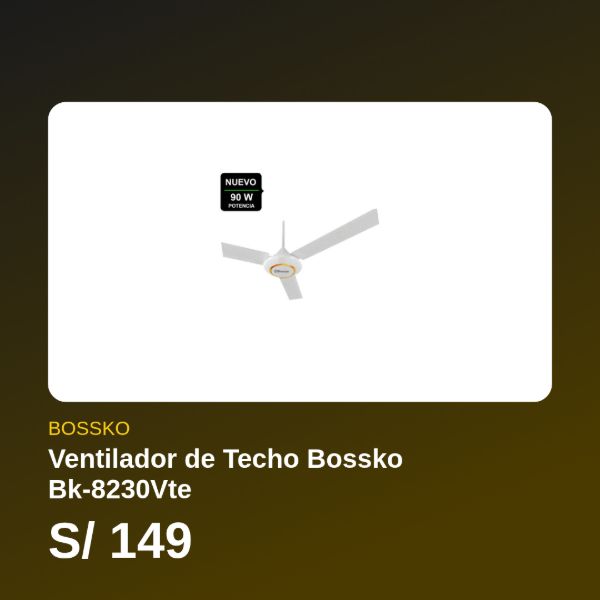 NUEVO
90 W
POTENCIA
BOSSKO
Ventilador de Techo Bossko
Bk-8230Vte
S/ 149